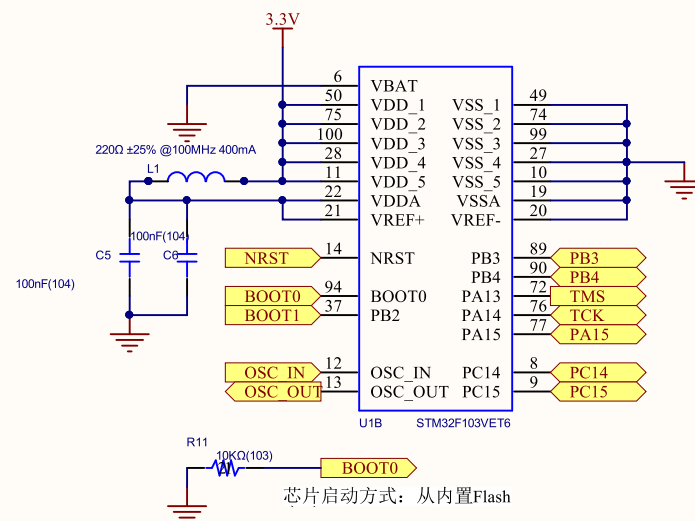 3.3V
6 VBAT
50 VDD_1 VSS_1 49
75 VDD_2 VSS_2 74
100 VDD_3 VSS_3 99
220Ω ±25% @100MHz 400mA
28 VDD_4 VSS_4 27
L1
11 VDD_5 VSS_5 10
22 VDDA VSSA 19
21 VREF+ VREF- 20
100nF(104)
C5 C6
NRST 14 NRST PB3 89 PB3
PB4 90 PB4
100nF(104)
BOOT0 94 BOOT0 PA13 72 TMS
BOOT1 37 PB2 PA14 76 TCK
PA15 77 PA15
OSC_IN 12 OSC_IN PC14 8 PC14
OSC_OUT 13 OSC_OUT PC15 9 PC15
U1B STM32F103VET6
R11
10KΩ(103)
BOOT0
芯片启动方式：从内置Flash